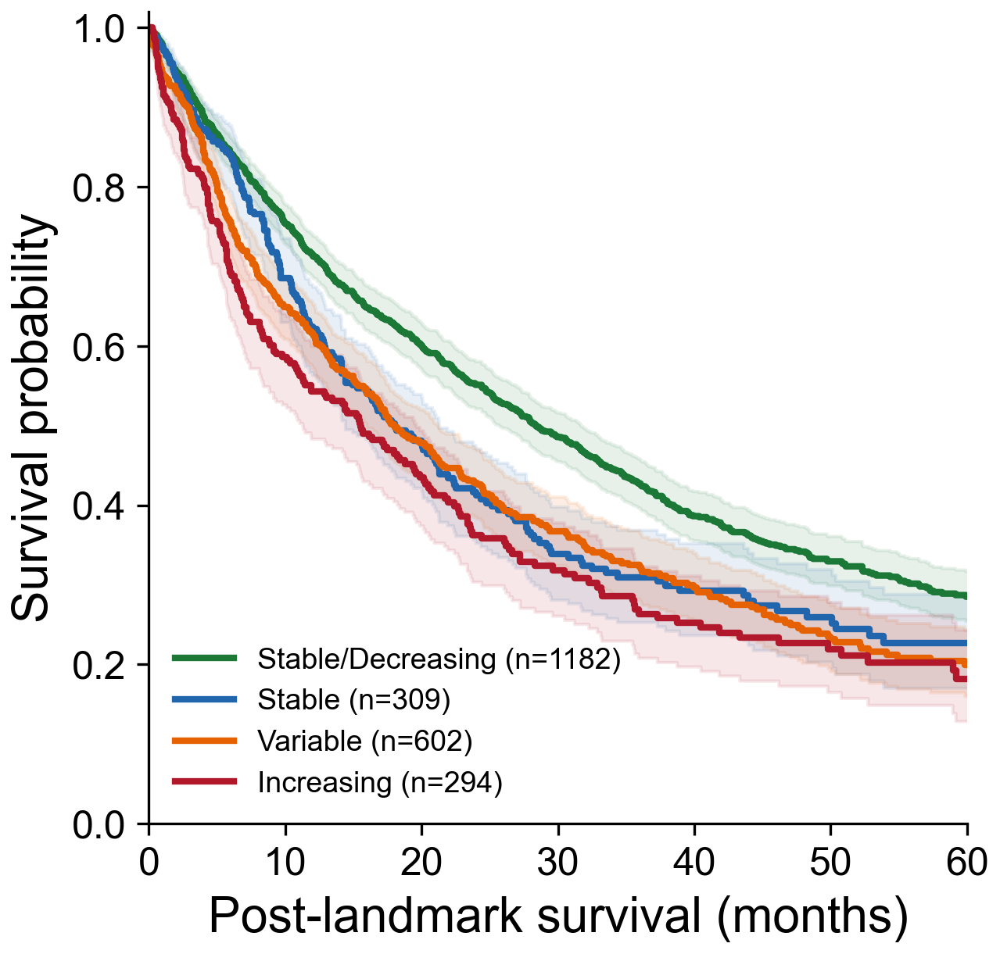 Survival probability
1.0
0.8
0.6
0.4
0.2
0.0
Stable/Decreasing (n=1182)
Stable (n=309)
Variable (n=602)
Increasing (n=294)
0 10 20 30 40 50 60
Post-landmark survival (months)